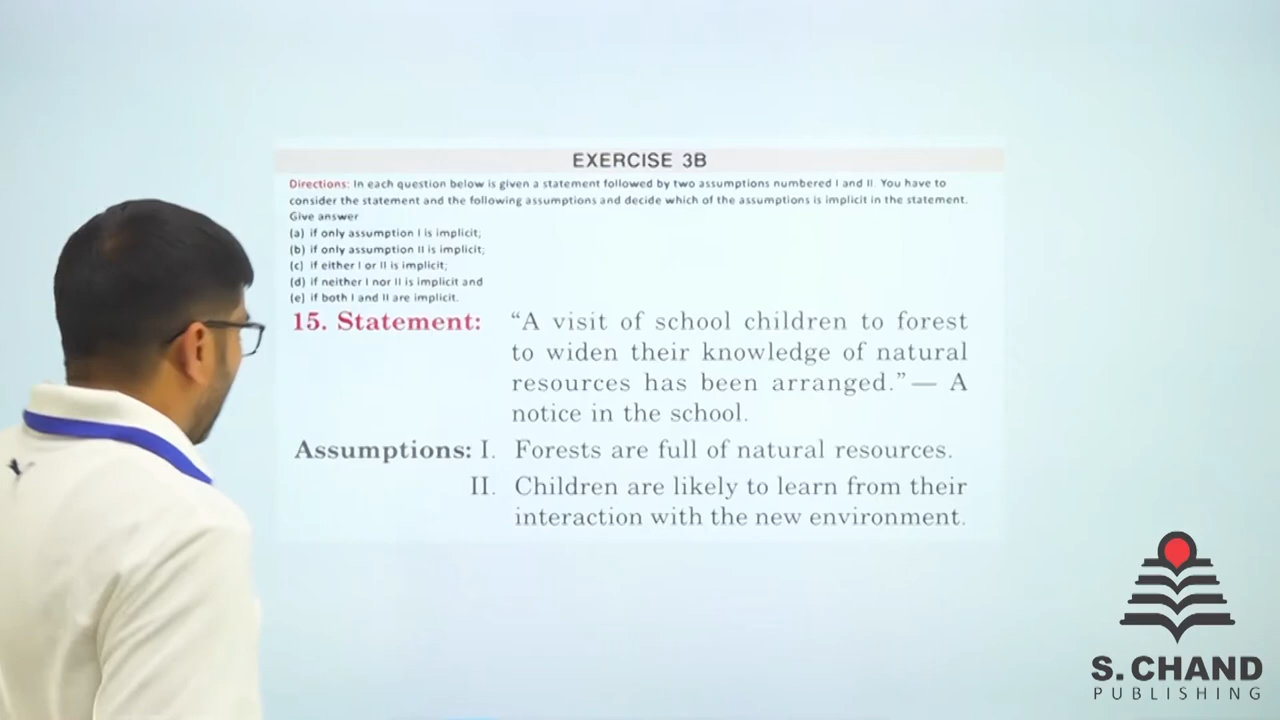 EXERCISE 3B
Directions: In each question below is given a statement followed by two assumptions numbered I and II. You have to
consider the statement and the following assumptions and decide which of the assumptions is implicit in the statement.
Give answer
(a) if only assumption I is implicit;
(b) if only assumption II is implicit;
(c) if either I or II is implicit;
(d) if neither I nor II is implicit and
(e) if both I and II are implicit.
15. Statement: “A visit of school children to forest
to widen their knowledge of natural
resources has been arranged.” — A
notice in the school.
Assumptions: I. Forests are full of natural resources.
II. Children are likely to learn from their
interaction with the new environment.
S. CHAND
PUBLISHING